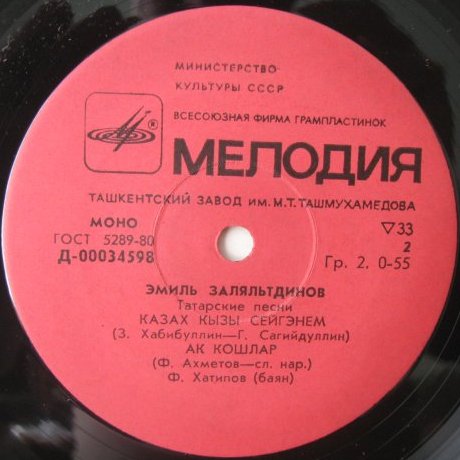 МИНИСТЕРСТВО
КУЛЬТУРЫ СССР
ВСЕСОЮЗНАЯ ФИРМА ГРАМПЛАСТИНОК
®
МЕЛОДИЯ
ТАШКЕНТСКИЙ ЗАВОД ИМ. М.Т. ТАШМУХАМЕДОВА
МОНО ▽33
ГОСТ 5289-80 2
Д-00034598 Гр. 2. 0-55
ЭМИЛЬ ЗАЛЯЛЬТДИНОВ
Татарские песни
КАЗАХ КЫЗЫ СЕЙГЭНЕМ
(З. Хабибуллин—Г. Сагийдуллин)
АК КОШЛАР
(Ф. Ахметов—сл. нар.)
Ф. Хатипов (баян)